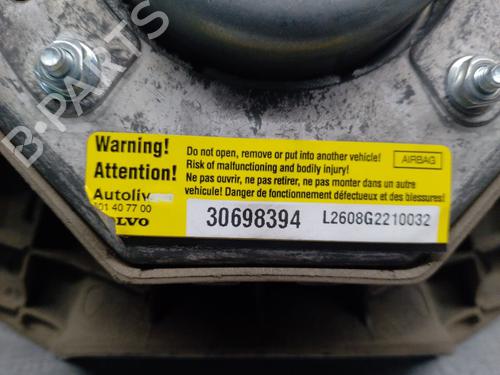 B-PARTS
Warning!
Attention!
Do not open, remove or put into another vehicle!
Risk of malfunctioning and bodily injury!
Ne pas ouvrir, ne pas retirer, ne pas monter dans un autre
vehicule! Danger de fonctionnement défectueux et des blessures!
AIRBAG
Autoliv
01 40 77 00
LVO
30698394
L2608G2210032